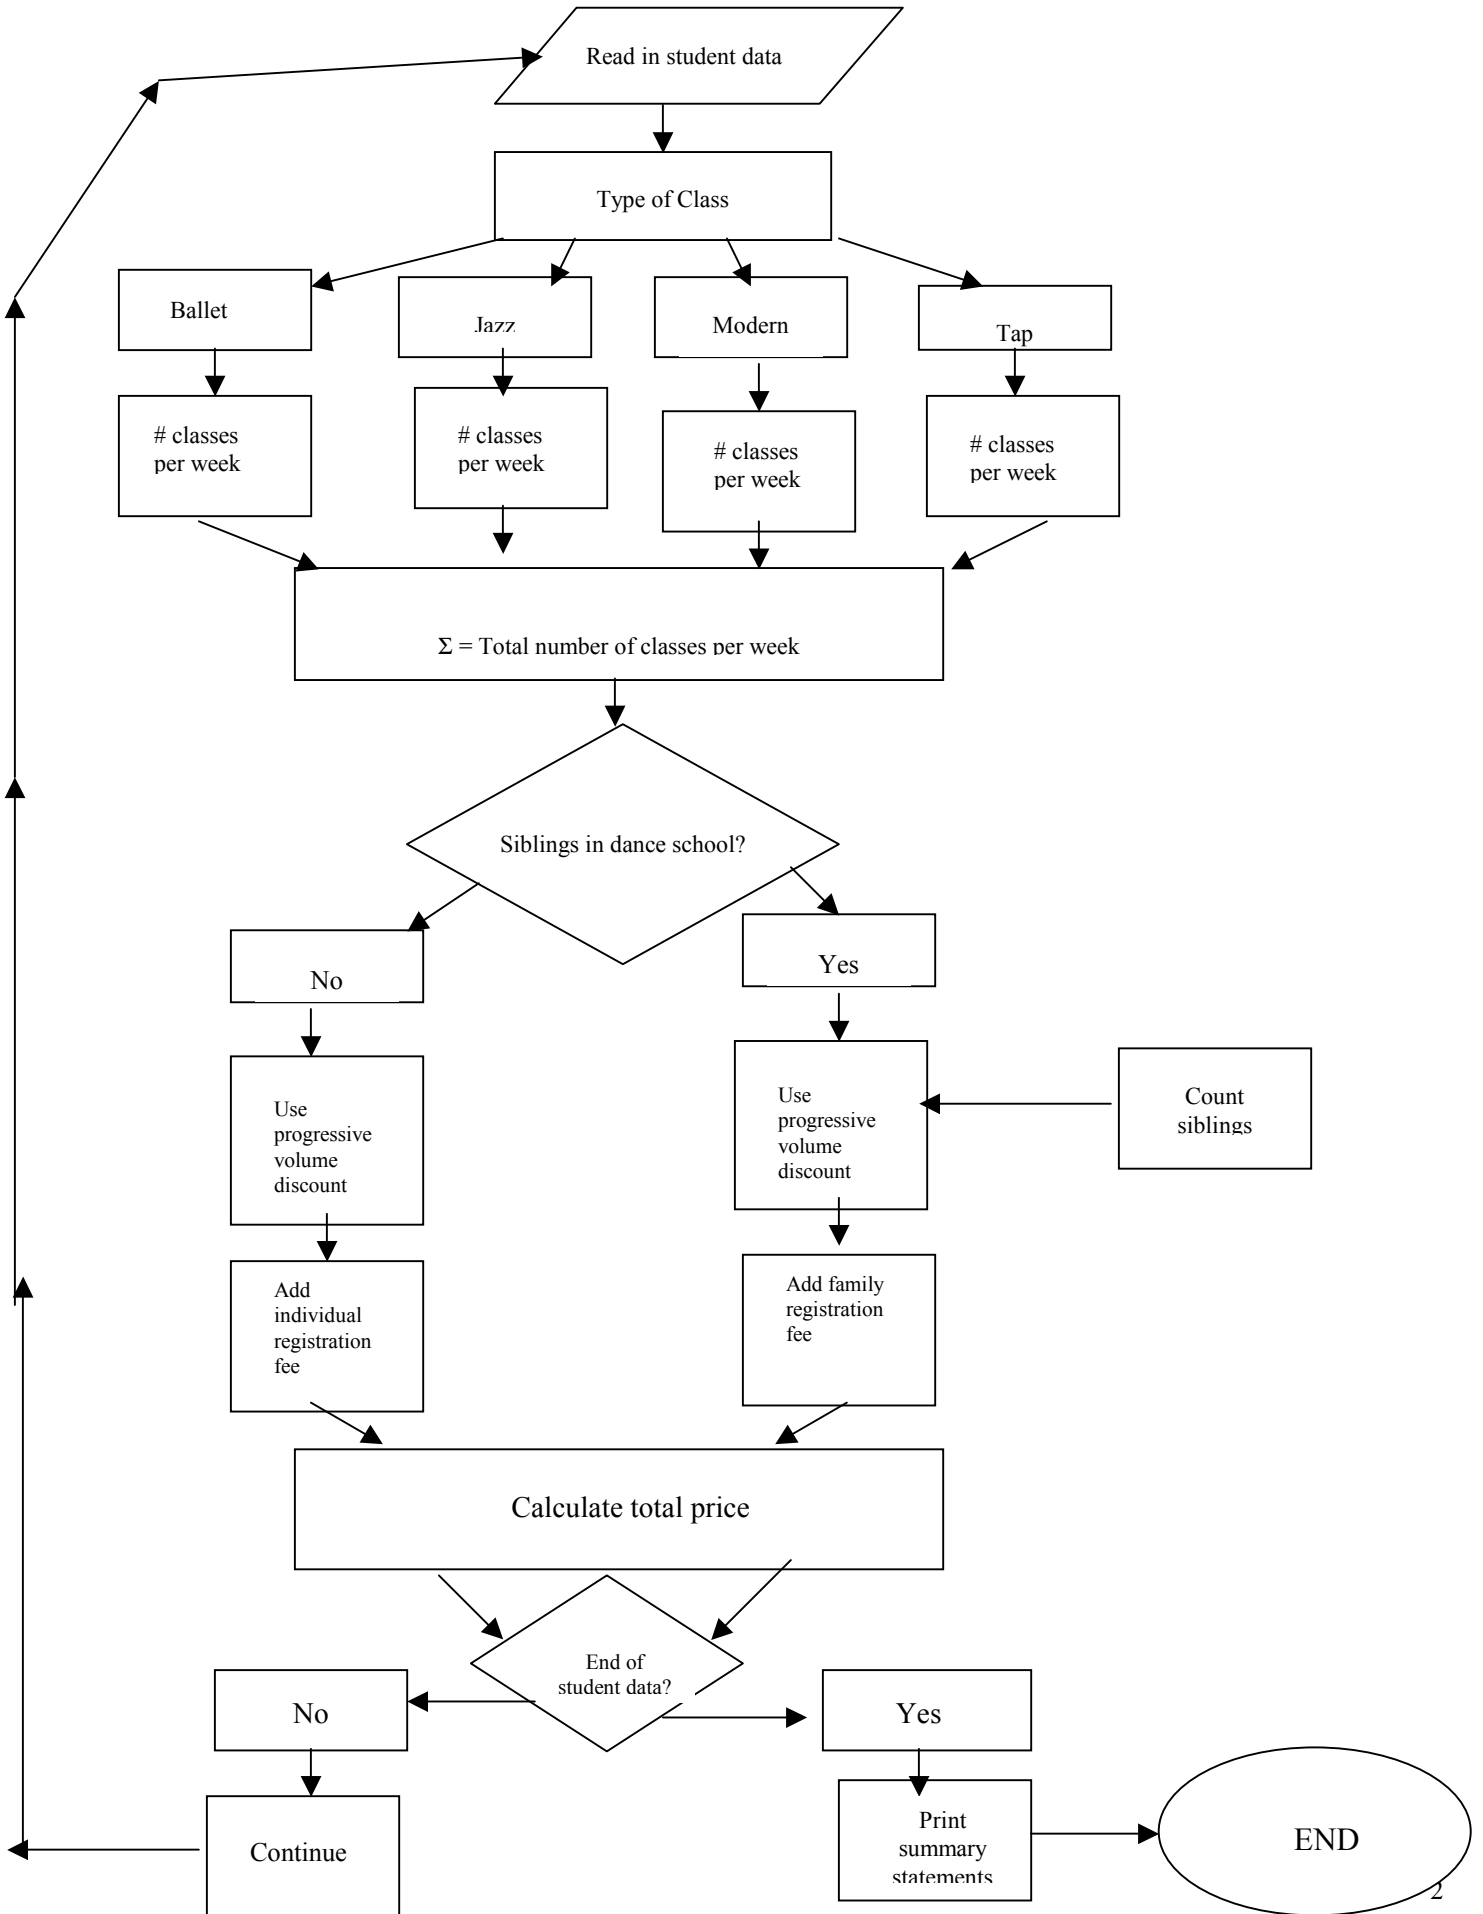 Read in student data
Type of Class
Ballet
Jazz
Modern
Tap
# classes
per week
# classes
per week
# classes
per week
# classes
per week
Σ = Total number of classes per week
Siblings in dance school?
No
Yes
Use
progressive
volume
discount
Use
progressive
volume
discount
Count
siblings
Add
individual
registration
fee
Add family
registration
fee
Calculate total price
End of
student data?
No
Yes
Continue
Print
summary
statements
END
2